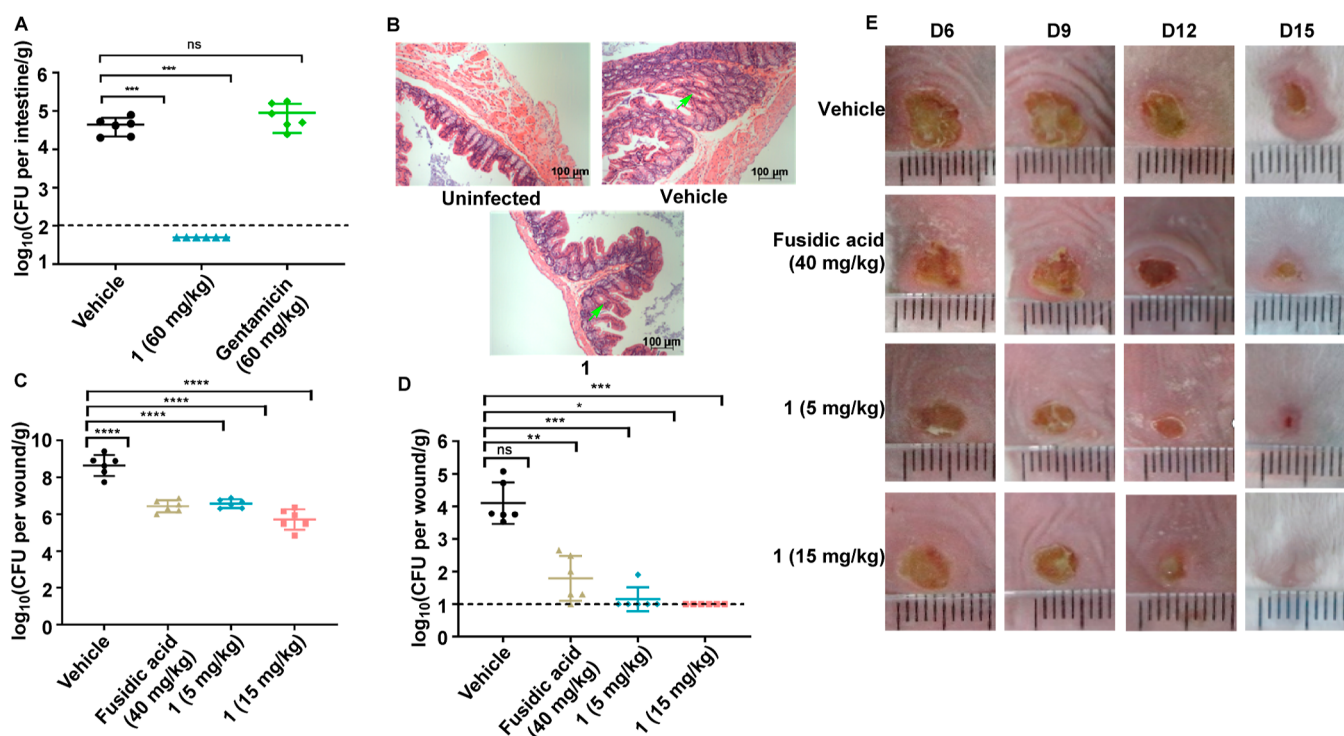 A
ns
***
***
log10(CFU per intestine/g)
6
5
4
2
1
Vehicle
1 (60 mg/kg)
Gentamicin
(60 mg/kg)
B
100 µm
100 µm
Uninfected
Vehicle
100 µm
1
C
****
****
****
****
log10(CFU per wound/g)
10
8
6
4
2
0
Vehicle
Fusidic acid
(40 mg/kg)
1 (5 mg/kg)
1 (15 mg/kg)
D
***
*
***
**
ns
log10(CFU per wound/g)
6
5
4
3
2
1
0
Vehicle
Fusidic acid
(40 mg/kg)
1 (5 mg/kg)
1 (15 mg/kg)
E
D6
D9
D12
D15
Vehicle
Fusidic acid
(40 mg/kg)
1 (5 mg/kg)
1 (15 mg/kg)